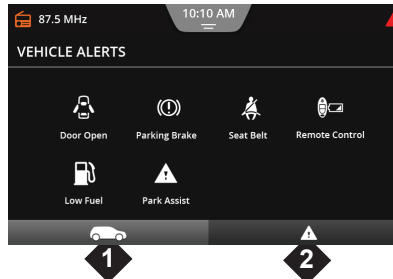 87.5 MHz
10:10 AM
VEHICLE ALERTS
Door Open
Parking Brake
Seat Belt
Remote Control
Low Fuel
Park Assist
1
2